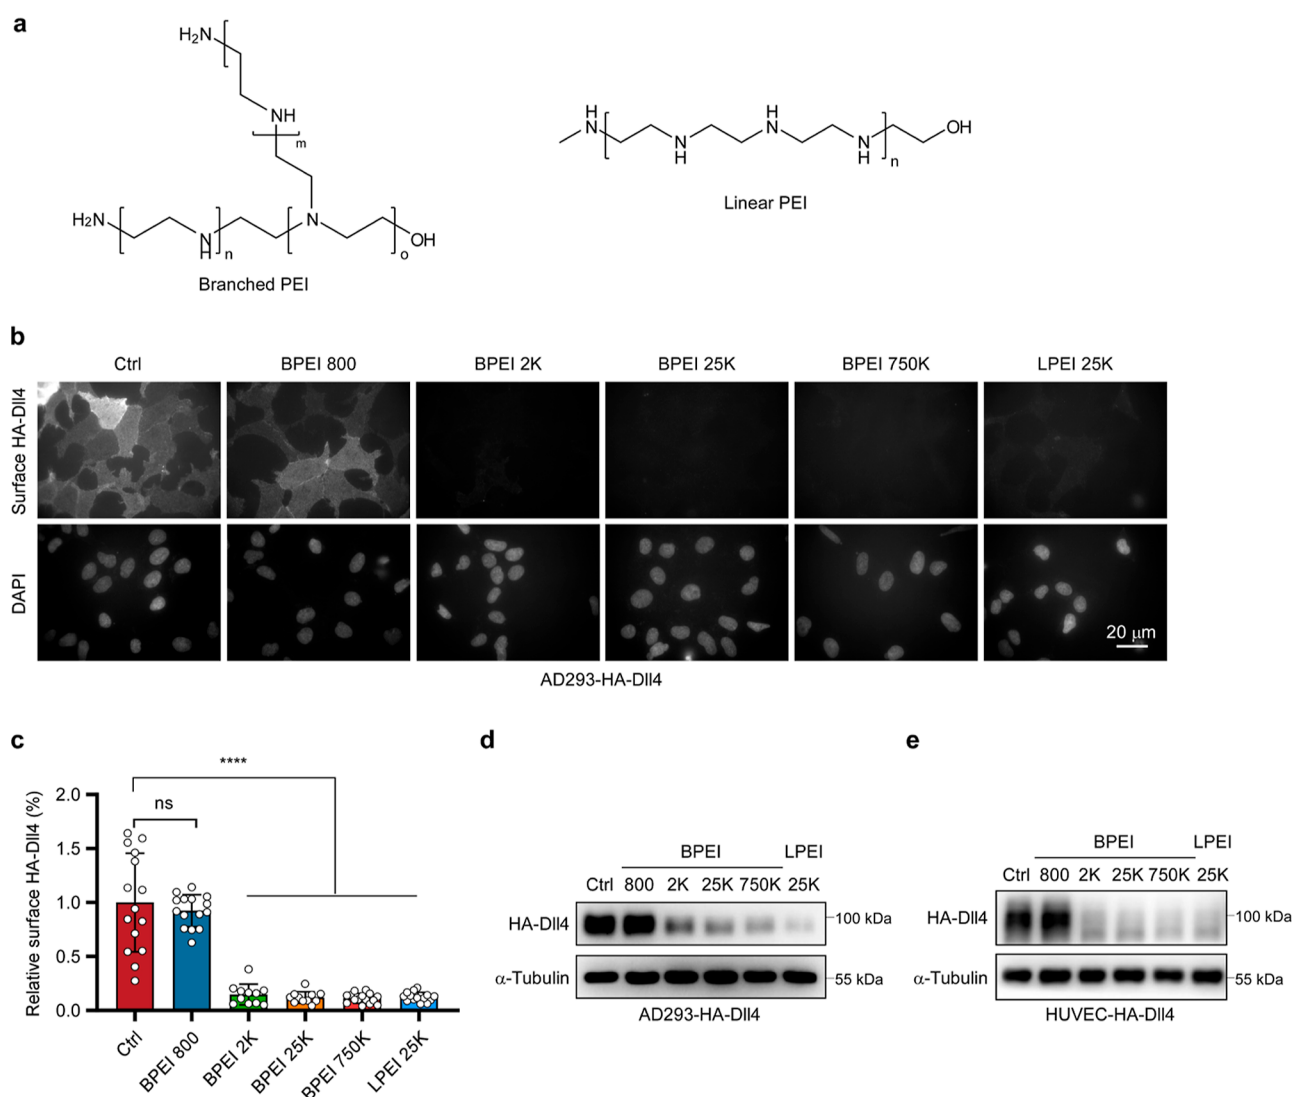 a
H₂N
NH
m
H₂N
N
H
n
N
o
OH
Branched PEI
H
N
N
H
H
N
N
H
n
OH
Linear PEI
b
Ctrl BPEI 800 BPEI 2K BPEI 25K BPEI 750K LPEI 25K
Surface HA-Dll4
DAPI
20 μm
AD293-HA-Dll4
c
Relative surface HA-Dll4 (%)
****
ns
2.0
1.5
1.0
0.5
0.0
Ctrl BPEI 800 BPEI 2K BPEI 25K BPEI 750K LPEI 25K
d
BPEI LPEI
Ctrl 800 2K 25K 750K 25K
HA-Dll4 100 kDa
α-Tubulin 55 kDa
AD293-HA-Dll4
e
BPEI LPEI
Ctrl 800 2K 25K 750K 25K
HA-Dll4 100 kDa
α-Tubulin 55 kDa
HUVEC-HA-Dll4